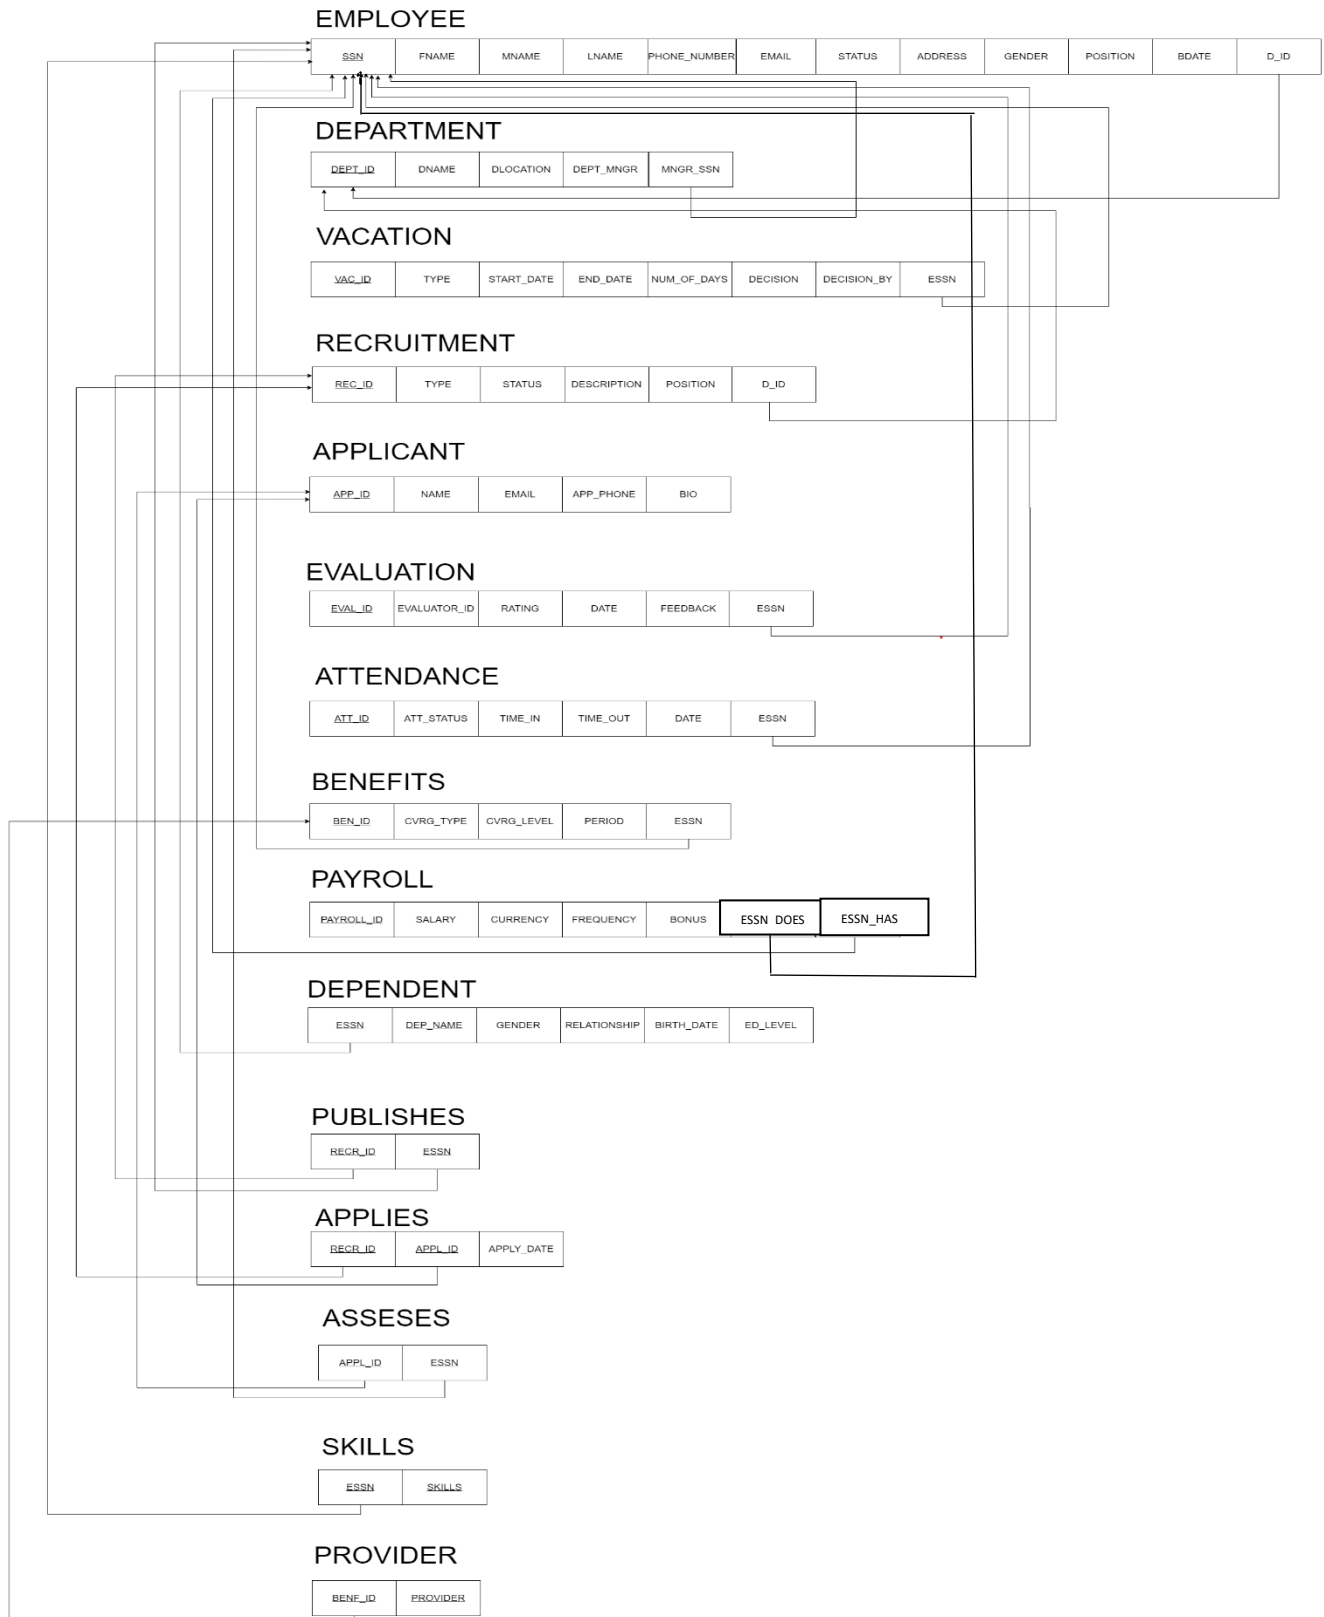 EMPLOYEE
SSN FNAME MNAME LNAME PHONE_NUMBER EMAIL STATUS ADDRESS GENDER POSITION BDATE D_ID
DEPARTMENT
DEPT_ID DNAME DLOCATION DEPT_MNGR MNGR_SSN
VACATION
VAC_ID TYPE START_DATE END_DATE NUM_OF_DAYS DECISION DECISION_BY ESSN
RECRUITMENT
REC_ID TYPE STATUS DESCRIPTION POSITION D_ID
APPLICANT
APP_ID NAME EMAIL APP_PHONE BIO
EVALUATION
EVAL_ID EVALUATOR_ID RATING DATE FEEDBACK ESSN
ATTENDANCE
ATT_ID ATT_STATUS TIME_IN TIME_OUT DATE ESSN
BENEFITS
BEN_ID CVRG_TYPE CVRG_LEVEL PERIOD ESSN
PAYROLL
PAYROLL_ID SALARY CURRENCY FREQUENCY BONUS ESSN_DOES ESSN_HAS
DEPENDENT
ESSN DEP_NAME GENDER RELATIONSHIP BIRTH_DATE ED_LEVEL
PUBLISHES
RECR_ID ESSN
APPLIES
RECR_ID APPL_ID APPLY_DATE
ASSESES
APPL_ID ESSN
SKILLS
ESSN SKILLS
PROVIDER
BENF_ID PROVIDER